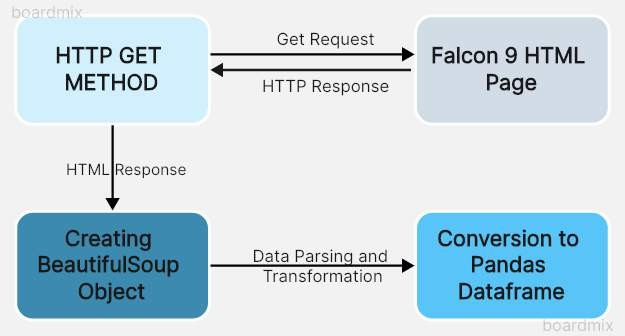 boardmix
HTTP GET
METHOD
Get Request
HTTP Response
Falcon 9 HTML
Page
HTML Response
Creating
BeautifulSoup
Object
Data Parsing and
Transformation
Conversion to
Pandas
Dataframe
boardmix